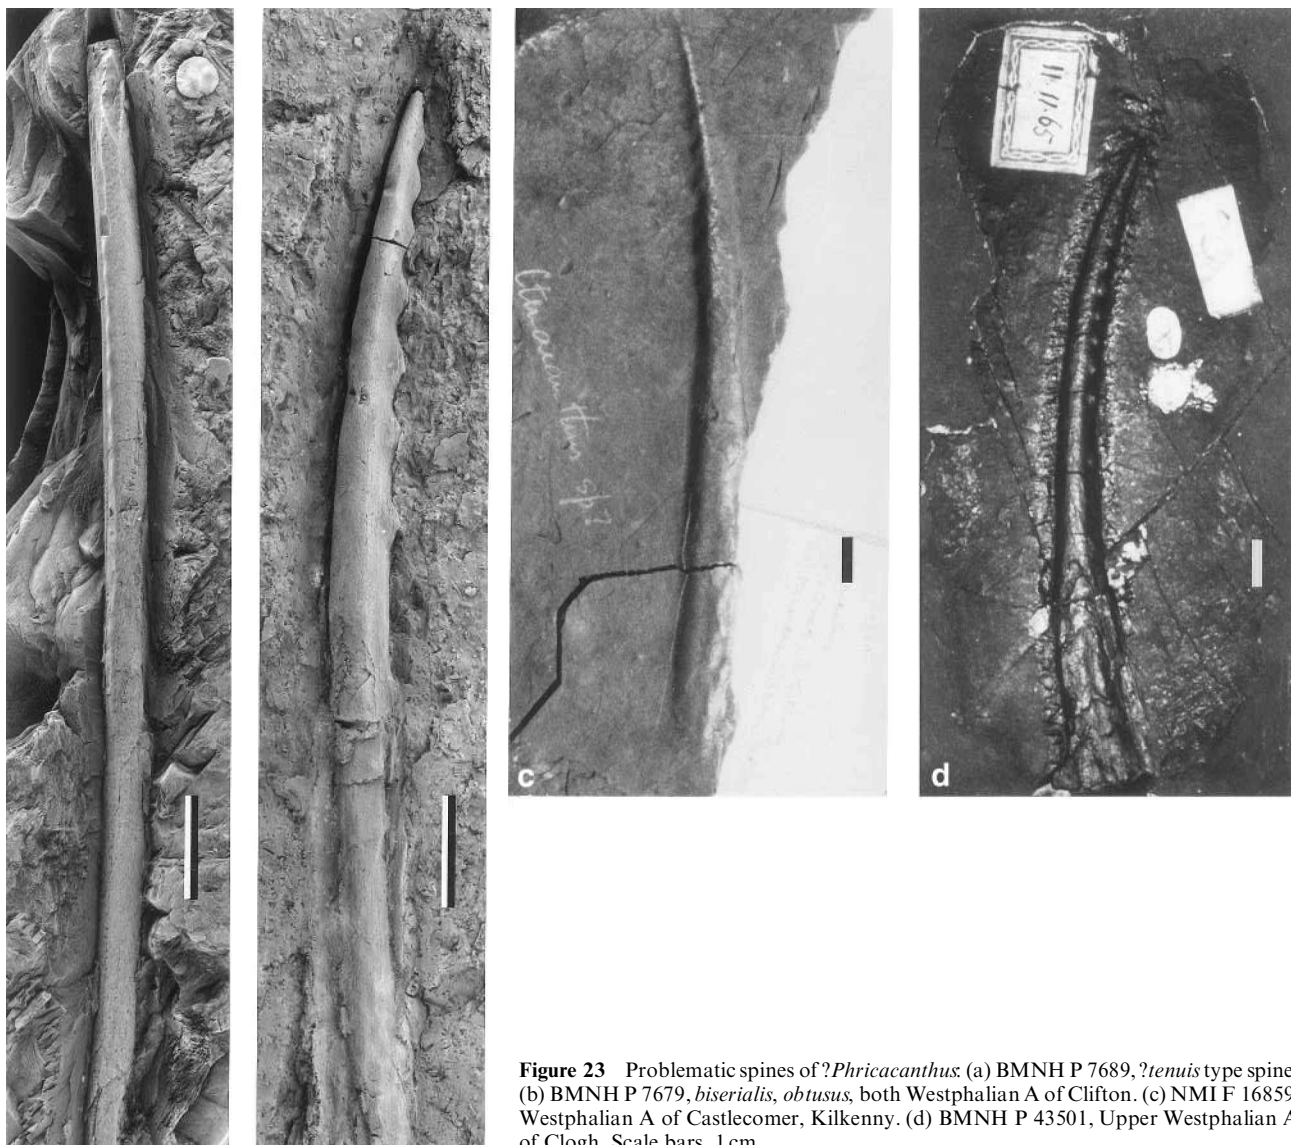 Ctenacanthus sp?
11.11.65
c
d
Figure 23 Problematic spines of ?Phricacanthus: (a) BMNH P 7689, ?tenuis type spine
(b) BMNH P 7679, biserialis, obtusus, both Westphalian A of Clifton. (c) NMI F 16859
Westphalian A of Castlecomer, Kilkenny. (d) BMNH P 43501, Upper Westphalian A
of Clogh. Scale bars, 1 cm